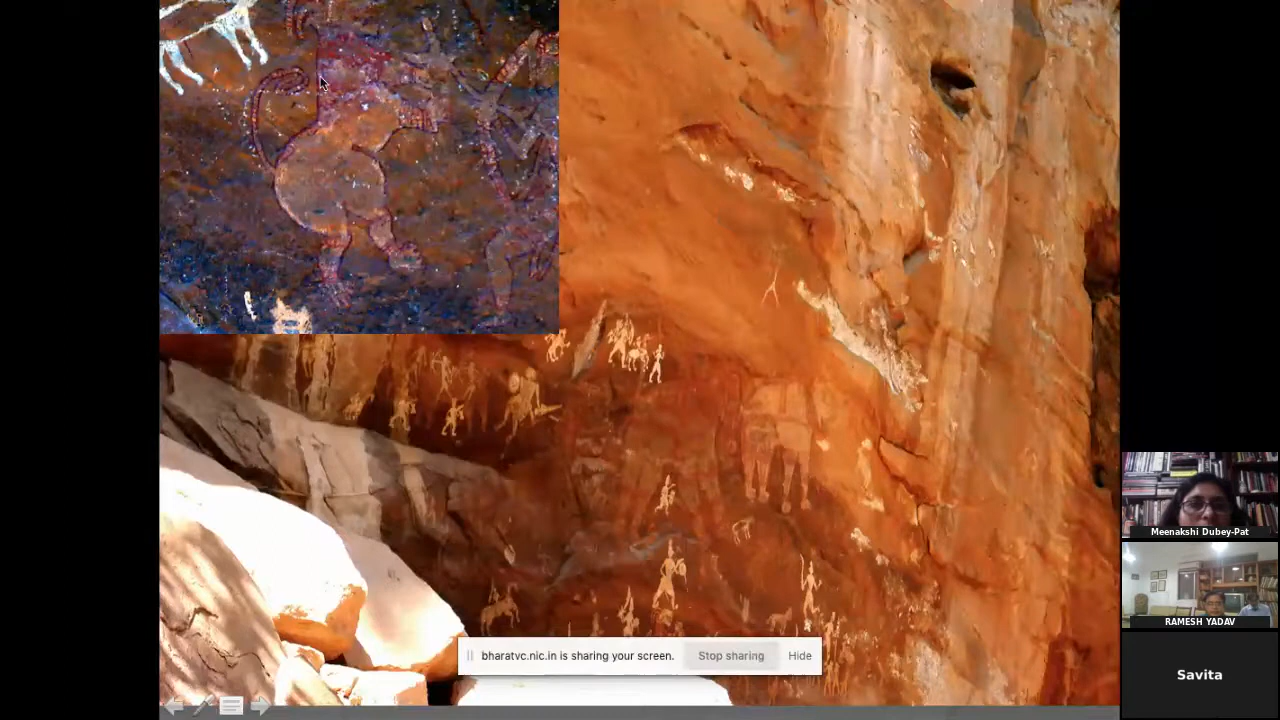 bharatvc.nic.in is sharing your screen. Stop sharing Hide
Meenakshi Dubey-Pat
RAMESH YADAV
Savita